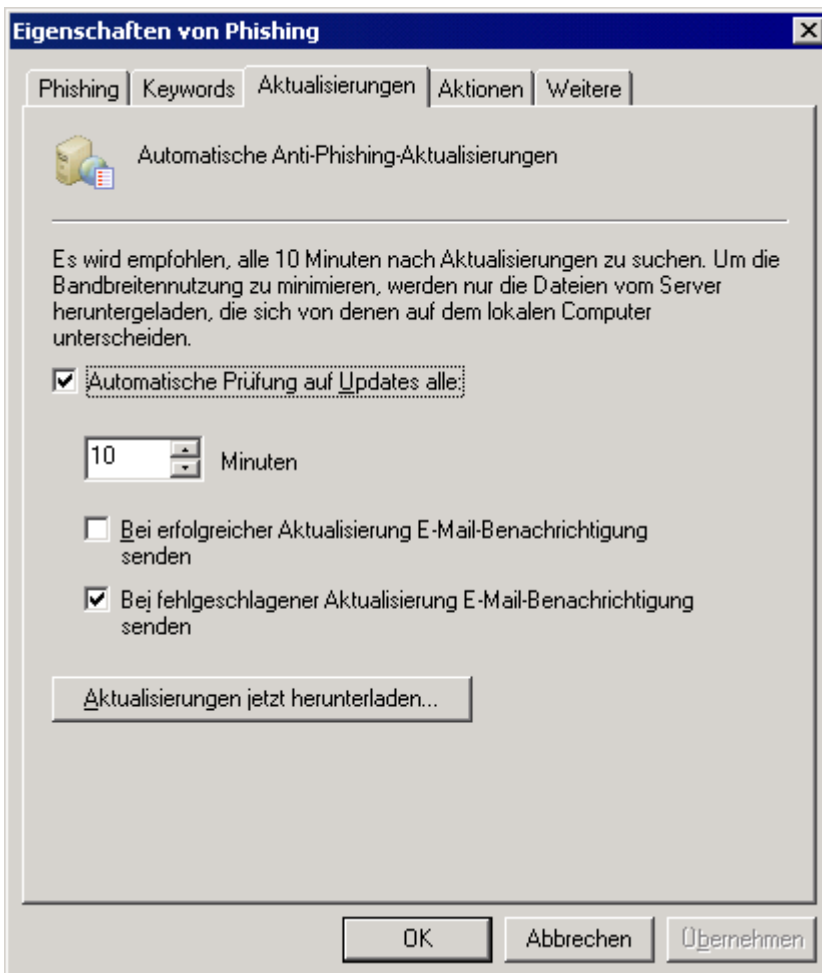 Eigenschaften von Phishing
Phishing Keywords Aktualisierungen Aktionen Weitere
Automatische Anti-Phishing-Aktualisierungen
Es wird empfohlen, alle 10 Minuten nach Aktualisierungen zu suchen. Um die
Bandbreitennutzung zu minimieren, werden nur die Dateien vom Server
heruntergeladen, die sich von denen auf dem lokalen Computer
unterscheiden.
Automatische Prüfung auf Updates alle:
10 Minuten
Bei erfolgreicher Aktualisierung E-Mail-Benachrichtigung
senden
Bei fehlgeschlagener Aktualisierung E-Mail-Benachrichtigung
senden
Aktualisierungen jetzt herunterladen...
OK Abbrechen Übernehmen